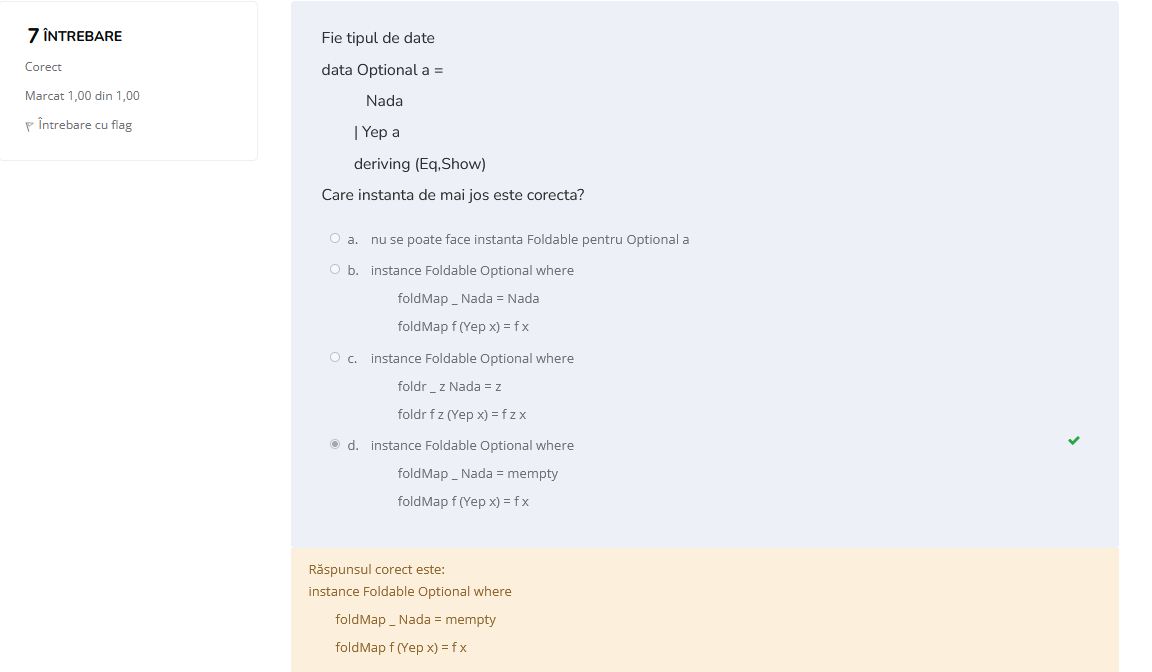 7 ÎNTREBARE
Corect
Marcat 1,00 din 1,00
Întrebare cu flag
Fie tipul de date
data Optional a =
Nada
| Yep a
deriving (Eq,Show)
Care instanta de mai jos este corecta?
a. nu se poate face instanta Foldable pentru Optional a
b. instance Foldable Optional where
foldMap _ Nada = Nada
foldMap f (Yep x) = f x
c. instance Foldable Optional where
foldr _ z Nada = z
foldr f z (Yep x) = f z x
d. instance Foldable Optional where
foldMap _ Nada = mempty
foldMap f (Yep x) = f x
Răspunsul corect este:
instance Foldable Optional where
foldMap _ Nada = mempty
foldMap f (Yep x) = f x